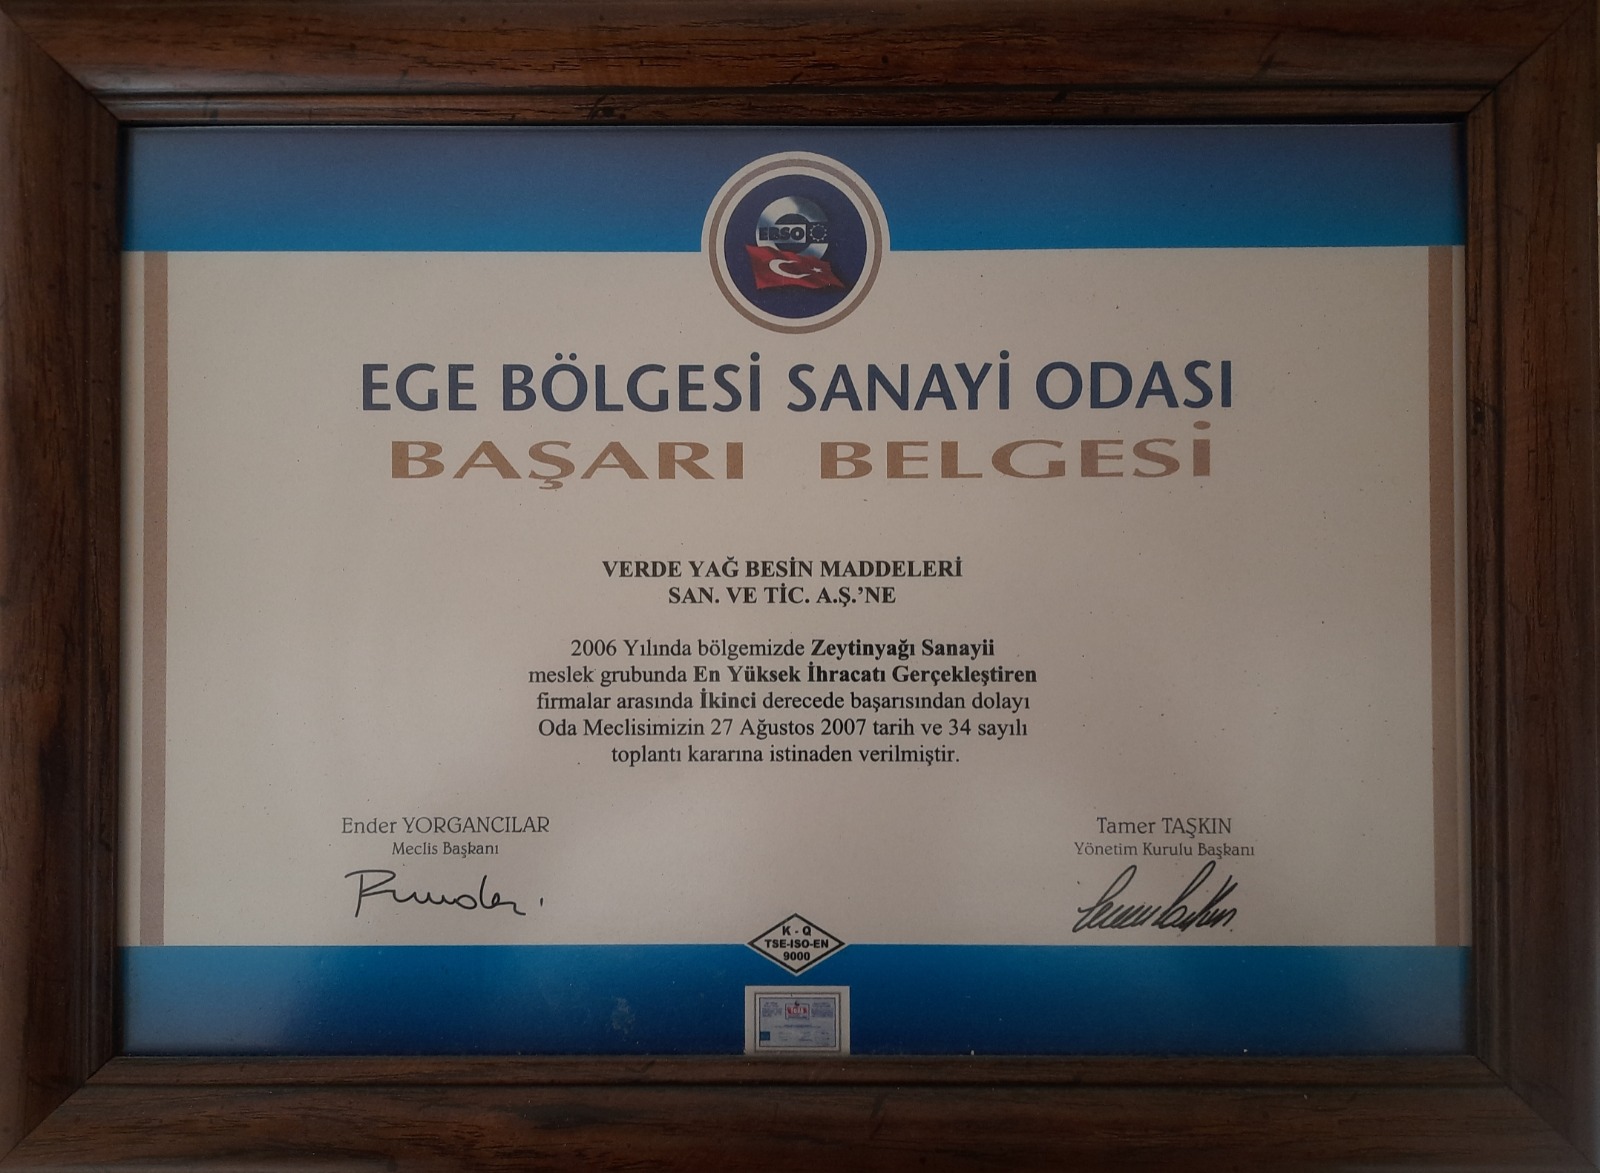 EBSO
EGE BÖLGESİ SANAYİ ODASI
BAŞARI BELGESİ
VERDE YAĞ BESİN MADDELERİ
SAN. VE TİC. A.Ş.'NE
2006 Yılında bölgemizde Zeytinyağı Sanayii
meslek grubunda En Yüksek İhracatı Gerçekleştiren
firmalar arasında İkinci derecede başarısından dolayı
Oda Meclisimizin 27 Ağustos 2007 tarih ve 34 sayılı
toplantı kararına istinaden verilmiştir.
Ender YORGANCILAR
Meclis Başkanı
Tamer TAŞKIN
Yönetim Kurulu Başkanı
K - Q
TSE-ISO-EN
9000